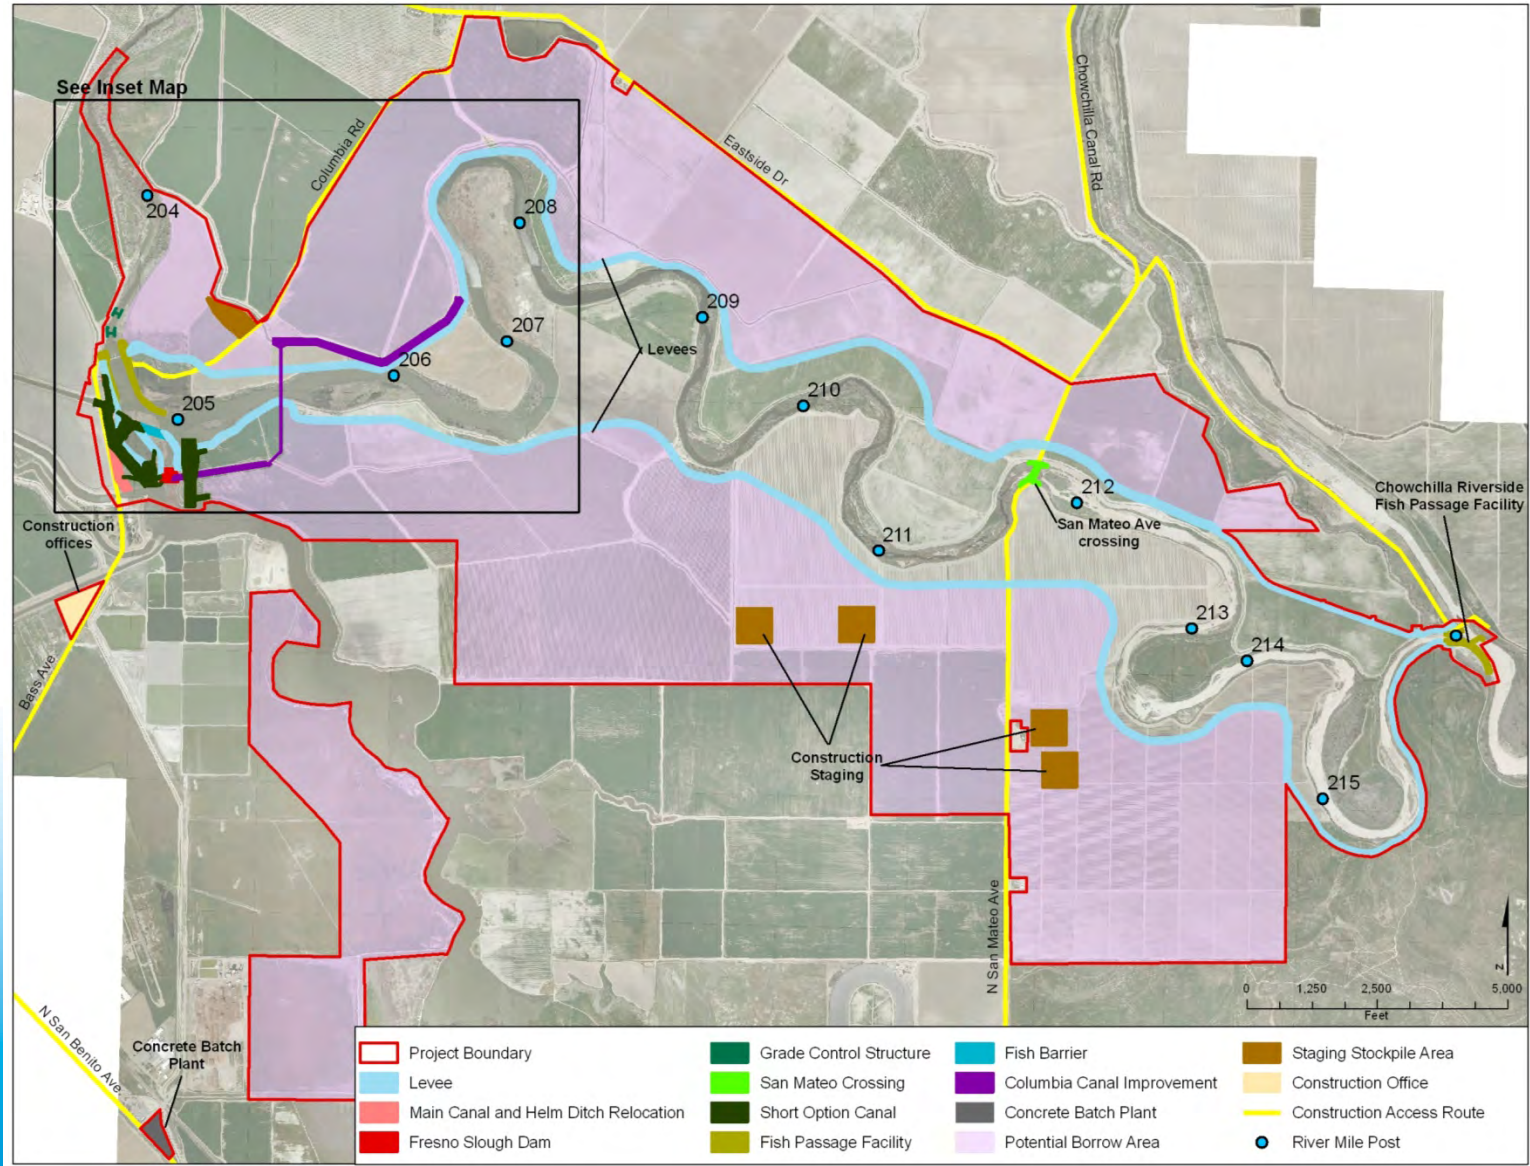 See Inset Map
Columbia Rd
Eastside Dr
Chowchilla Canal Rd
204
208
209
207
206
Levees
205
210
212
211
San Mateo Ave
crossing
Chowchilla Riverside
Fish Passage Facility
Construction
offices
Bass Ave
213
214
215
Construction
Staging
N San Mateo Ave
N San Benito Ave
Concrete Batch
Plant
N
0 1,250 2,500 5,000
Feet
Project Boundary
Levee
Main Canal and Helm Ditch Relocation
Fresno Slough Dam
Grade Control Structure
San Mateo Crossing
Short Option Canal
Fish Passage Facility
Fish Barrier
Columbia Canal Improvement
Concrete Batch Plant
Potential Borrow Area
Staging Stockpile Area
Construction Office
Construction Access Route
River Mile Post